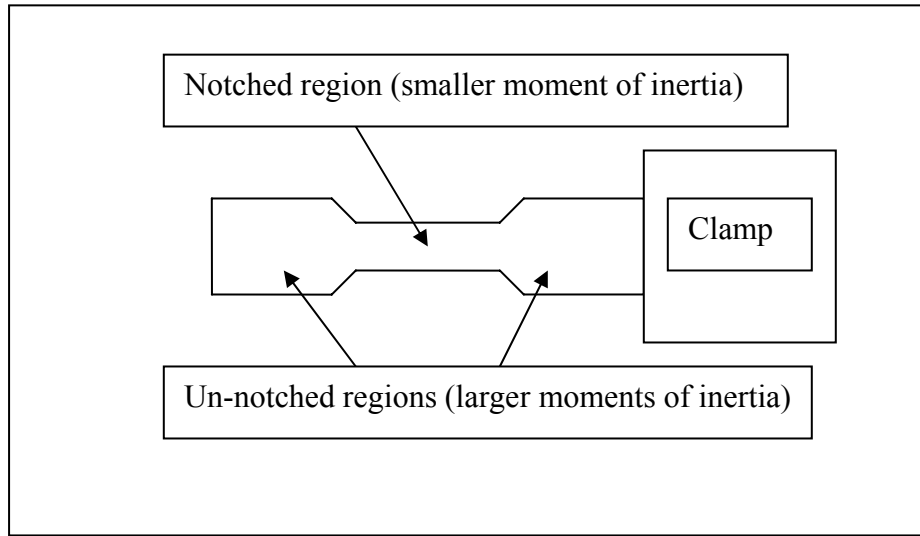 Notched region (smaller moment of inertia)
Clamp
Un-notched regions (larger moments of inertia)